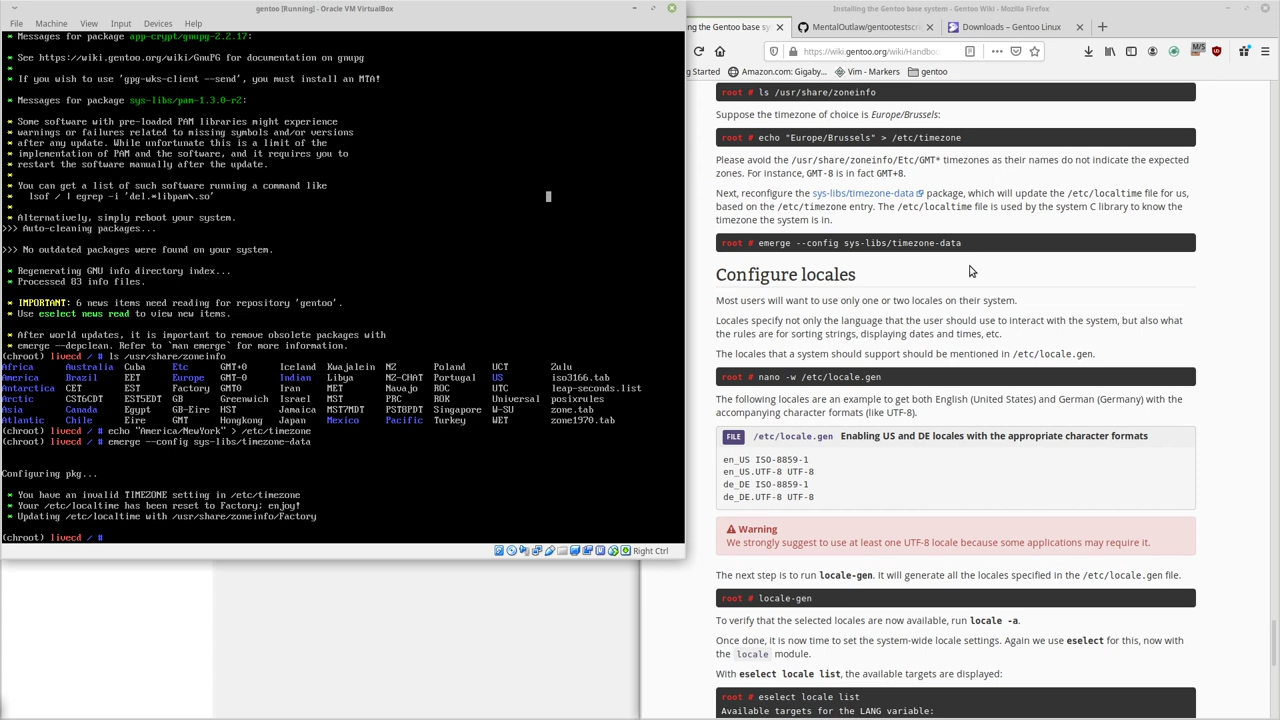 gentoo [Running] - Oracle VM VirtualBox
File Machine View Input Devices Help
* Messages for package app-crypt/gnupg-2.2.17:
* See https://wiki.gentoo.org/wiki/GnuPG for documentation on gnupg
*
* If you wish to use 'gpg-wks-client --send', you must install an MTA!
* Messages for package sys-libs/pam-1.3.0-r2:
* Some software with pre-loaded PAM libraries might experience
* warnings or failures related to missing symbols and/or versions
* after any update. While unfortunate this is a limit of the
* implementation of PAM and the software, and it requires you to
* restart the software manually after the update.
*
* You can get a list of such software running a command like
*   lsof / | egrep -i 'del.*libpam\.so'
*
* Alternatively, simply reboot your system.
>>> Auto-cleaning packages...
>>> No outdated packages were found on your system.
* Regenerating GNU info directory index...
* Processed 83 info files.
* IMPORTANT: 6 news items need reading for repository 'gentoo'.
* Use eselect news read to view new items.
* After world updates, it is important to remove obsolete packages with
* emerge --depclean. Refer to `man emerge` for more information.
(chroot) livecd / # ls /usr/share/zoneinfo
Africa Australia Cuba Etc GMT+0 Iceland Kwajalein NZ Poland UCT Zulu
America Brazil EET Europe GMT-0 Indian Libya NZ-CHAT Portugal US iso3166.tab
Antarctica CET EST Factory GMT0 Iran MET Navajo ROC UTC leap-seconds.list
Arctic CST6CDT EST5EDT GB Greenwich Israel MST PRC ROK Universal posixrules
Asia Canada Egypt GB-Eire HST Jamaica MST7MDT PST8PDT Singapore W-SU zone.tab
Atlantic Chile Eire GMT Hongkong Japan Mexico Pacific Turkey WET zone1970.tab
(chroot) livecd / # echo "America/NewYork" > /etc/timezone
(chroot) livecd / # emerge --config sys-libs/timezone-data
Configuring pkg...
* You have an invalid TIMEZONE setting in /etc/timezone
* Your /etc/localtime has been reset to Factory; enjoy!
* Updating /etc/localtime with /usr/share/zoneinfo/Factory
(chroot) livecd / #
Right Ctrl
Installing the Gentoo base system - Gentoo Wiki - Mozilla Firefox
ng the Gentoo base sy
MentalOutlaw/gentootestscri
Downloads – Gentoo Linux
https://wiki.gentoo.org/wiki/Handbo
M/S
g Started Amazon.com: Gigaby... Vim - Markers gentoo
root # ls /usr/share/zoneinfo
Suppose the timezone of choice is Europe/Brussels:
root # echo "Europe/Brussels" > /etc/timezone
Please avoid the /usr/share/zoneinfo/Etc/GMT* timezones as their names do not indicate the expected
zones. For instance, GMT-8 is in fact GMT+8.
Next, reconfigure the sys-libs/timezone-data package, which will update the /etc/localtime file for us,
based on the /etc/timezone entry. The /etc/localtime file is used by the system C library to know the
timezone the system is in.
root # emerge --config sys-libs/timezone-data
Configure locales
Most users will want to use only one or two locales on their system.
Locales specify not only the language that the user should use to interact with the system, but also what
the rules are for sorting strings, displaying dates and times, etc.
The locales that a system should support should be mentioned in /etc/locale.gen.
root # nano -w /etc/locale.gen
The following locales are an example to get both English (United States) and German (Germany) with the
accompanying character formats (like UTF-8).
FILE /etc/locale.gen Enabling US and DE locales with the appropriate character formats
en_US ISO-8859-1
en_US.UTF-8 UTF-8
de_DE ISO-8859-1
de_DE.UTF-8 UTF-8
Warning
We strongly suggest to use at least one UTF-8 locale because some applications may require it.
The next step is to run locale-gen. It will generate all the locales specified in the /etc/locale.gen file.
root # locale-gen
To verify that the selected locales are now available, run locale -a.
Once done, it is now time to set the system-wide locale settings. Again we use eselect for this, now with
the locale module.
With eselect locale list, the available targets are displayed:
root # eselect locale list
Available targets for the LANG variable: